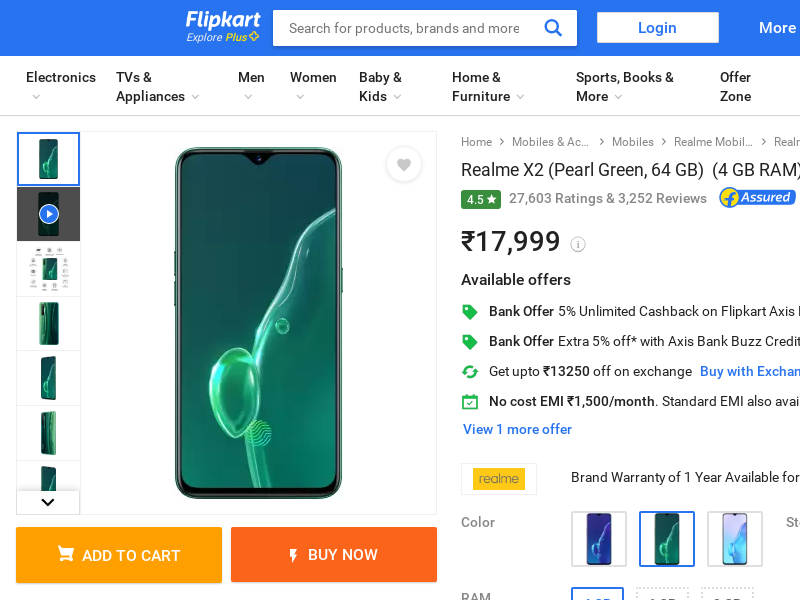 Flipkart
Explore Plus
Search for products, brands and more
Login
More
Electronics
TVs &
Appliances
Men
Women
Baby &
Kids
Home &
Furniture
Sports, Books &
More
Offer
Zone
Home
Mobiles & Ac...
Mobiles
Realme Mobil...
Realm
Realme X2 (Pearl Green, 64 GB) (4 GB RAM)
4.5 ★
27,603 Ratings & 3,252 Reviews
Assured
₹17,999
Available offers
Bank Offer 5% Unlimited Cashback on Flipkart Axis
Bank Offer Extra 5% off* with Axis Bank Buzz Credit
Get upto ₹13250 off on exchange Buy with Exchan
No cost EMI ₹1,500/month. Standard EMI also avai
View 1 more offer
realme
Brand Warranty of 1 Year Available for
Color
ADD TO CART
BUY NOW
RAM